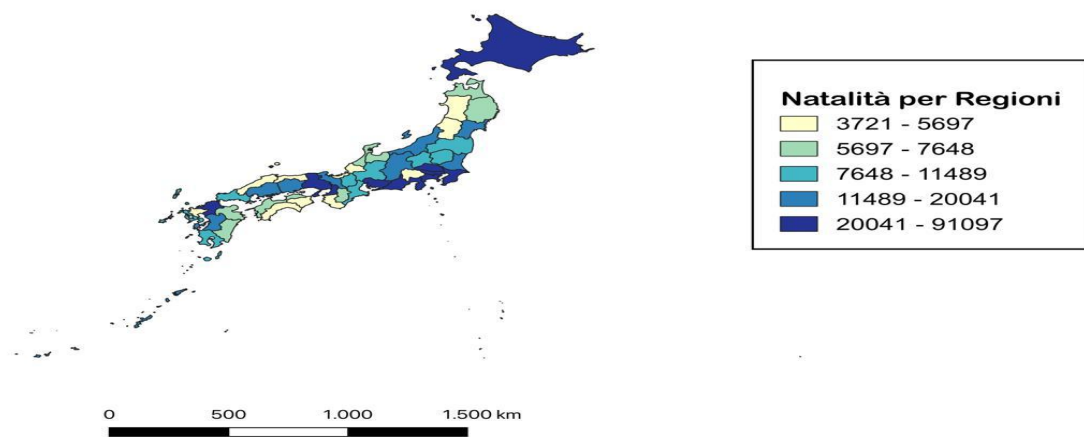 Natalità per Regioni
3721 - 5697
5697 - 7648
7648 - 11489
11489 - 20041
20041 - 91097
0 500 1.000 1.500 km